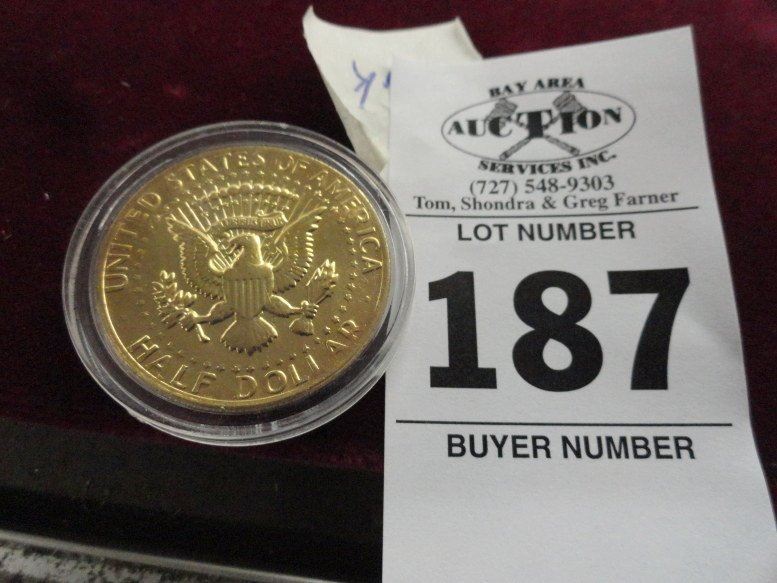 UNITED STATES OF AMERICA
HALF DOLLAR
BAY AREA
AUCTION
SERVICES INC.
(727) 548-9303
Tom, Shondra & Greg Farner
LOT NUMBER
187
BUYER NUMBER